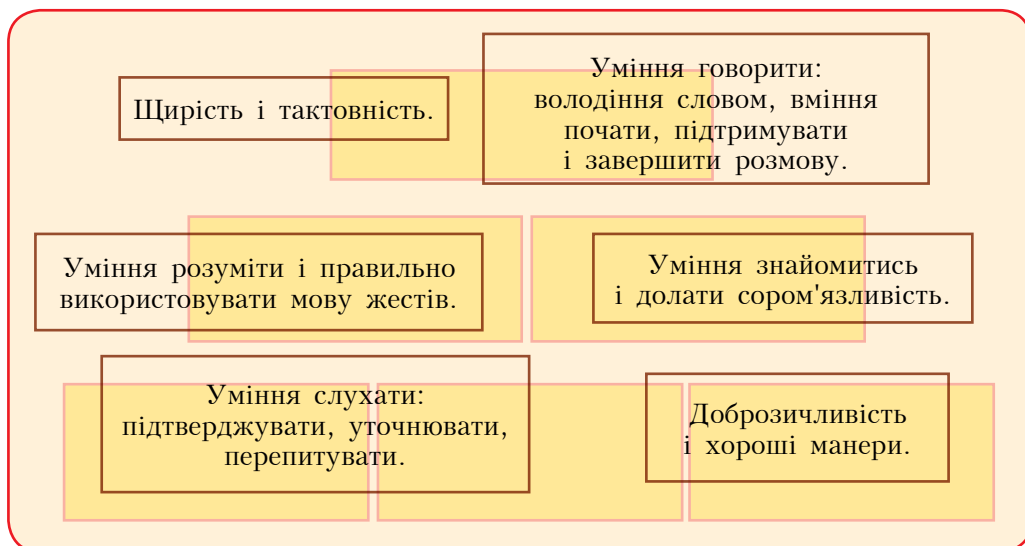 Щирість і тактовність.
Уміння говорити:
володіння словом, вміння
почати, підтримувати
і завершити розмову.
Уміння розуміти і правильно
використовувати мову жестів.
Уміння знайомитись
і долати сором'язливість.
Уміння слухати:
підтверджувати, уточнювати,
перепитувати.
Доброзичливість
і хороші манери.